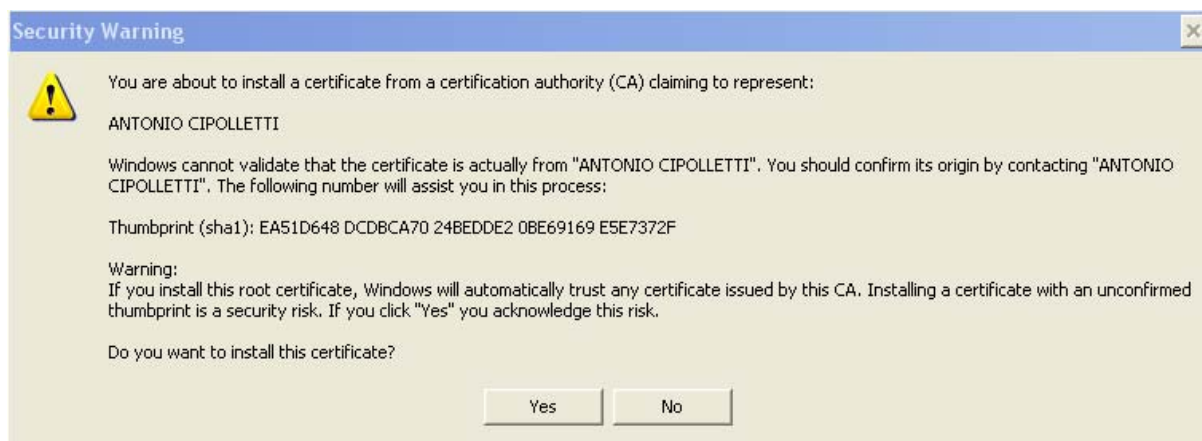 Security Warning
You are about to install a certificate from a certification authority (CA) claiming to represent:
ANTONIO CIPOLLETTI
Windows cannot validate that the certificate is actually from "ANTONIO CIPOLLETTI". You should confirm its origin by contacting "ANTONIO
CIPOLLETTI". The following number will assist you in this process:
Thumbprint (sha1): EA51D648 DCDBCA70 24BEDDE2 0BE69169 E5E7372F
Warning:
If you install this root certificate, Windows will automatically trust any certificate issued by this CA. Installing a certificate with an unconfirmed
thumbprint is a security risk. If you click "Yes" you acknowledge this risk.
Do you want to install this certificate?
Yes
No